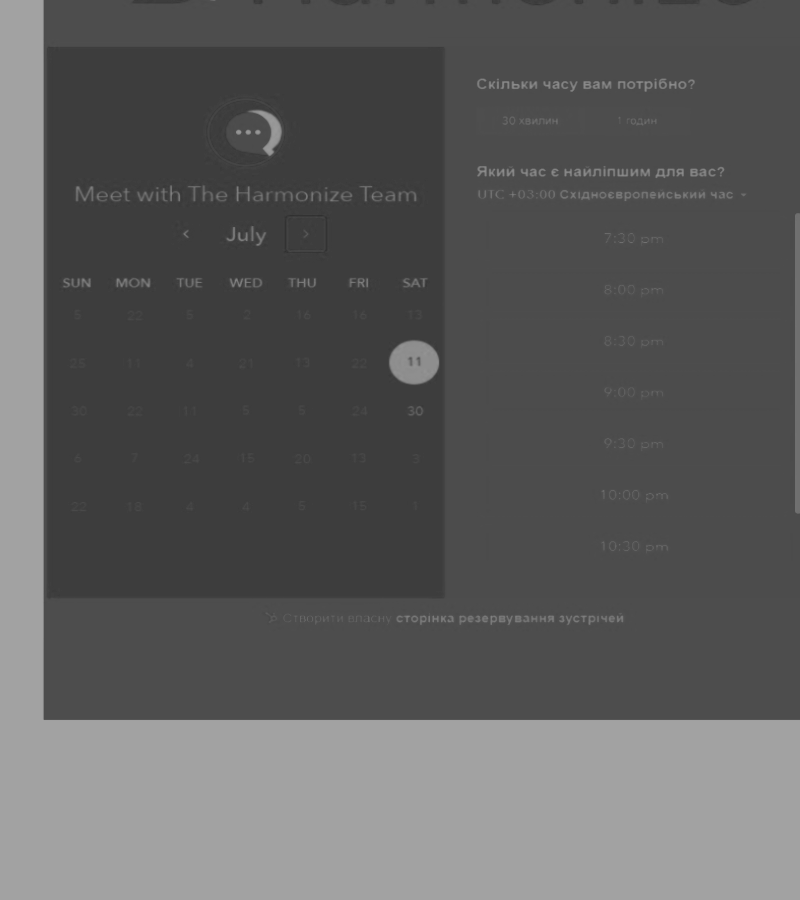 Harmonize
Meet with The Harmonize Team
‹ July ›
SUN MON TUE WED THU FRI SAT
5 22 5 2 16 16 13
25 11 4 21 13 22 11
30 22 11 5 5 24 30
6 7 24 15 20 13 3
22 18 4 4 5 15 1
Скільки часу вам потрібно?
30 хвилин 1 годин
Який час є найліпшим для вас?
UTC +03:00 Східноєвропейський час
7:30 pm
8:00 pm
8:30 pm
9:00 pm
9:30 pm
10:00 pm
10:30 pm
Створити власну сторінка резервування зустрічей